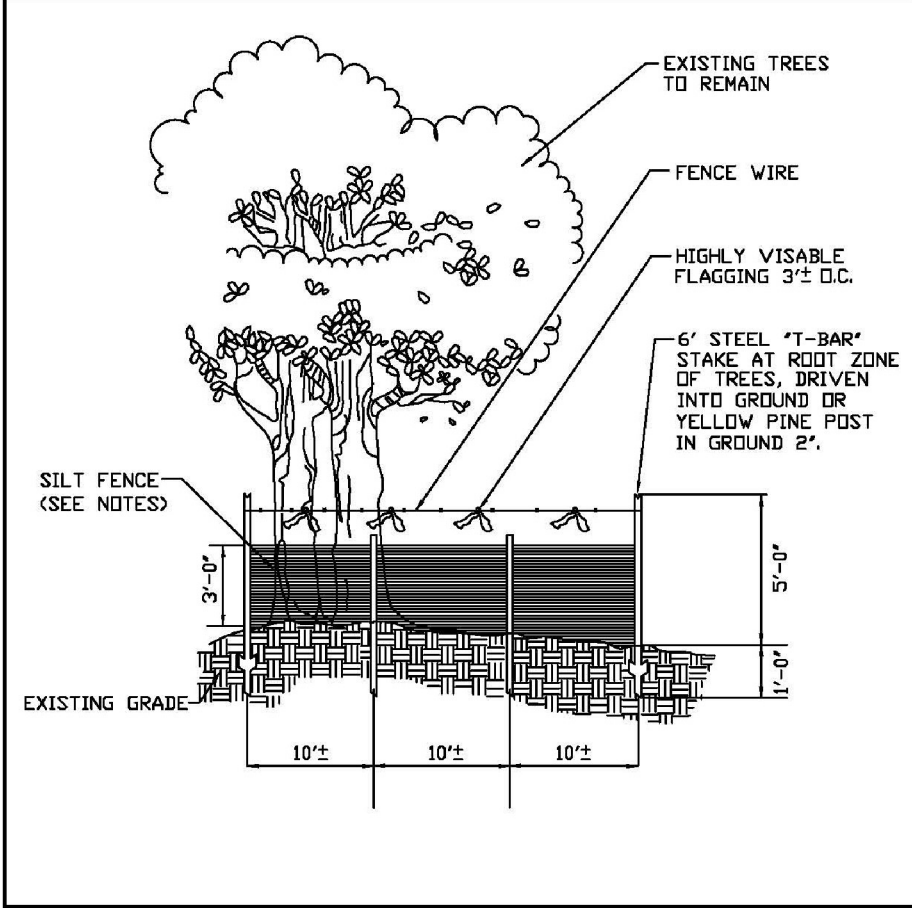 EXISTING TREES
TO REMAIN
FENCE WIRE
HIGHLY VISABLE
FLAGGING 3'± O.C.
6' STEEL "T-BAR"
STAKE AT ROOT ZONE
OF TREES, DRIVEN
INTO GROUND OR
YELLOW PINE POST
IN GROUND 2".
SILT FENCE
(SEE NOTES)
3'-0"
5'-0"
1'-0"
EXISTING GRADE
10'±
10'±
10'±